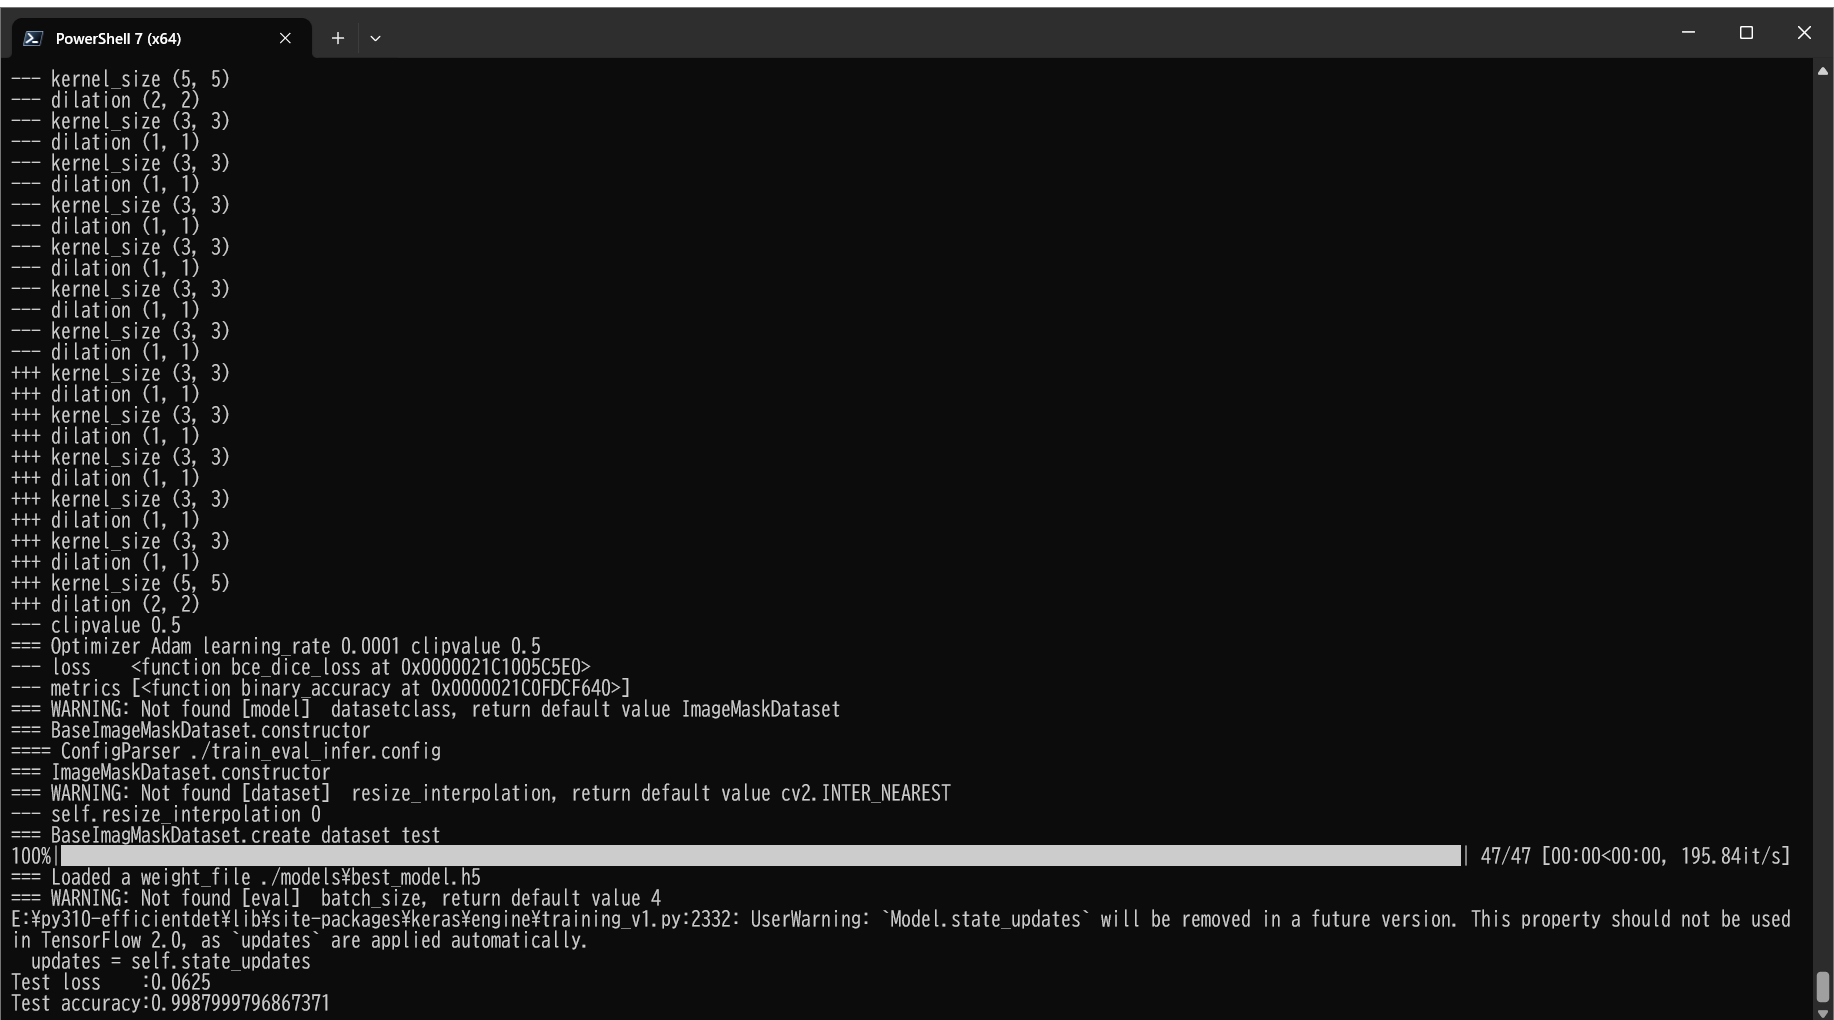 PowerShell 7 (x64)
--- kernel_size (5, 5)
--- dilation (2, 2)
--- kernel_size (3, 3)
--- dilation (1, 1)
--- kernel_size (3, 3)
--- dilation (1, 1)
--- kernel_size (3, 3)
--- dilation (1, 1)
--- kernel_size (3, 3)
--- dilation (1, 1)
--- kernel_size (3, 3)
--- dilation (1, 1)
--- kernel_size (3, 3)
--- dilation (1, 1)
+++ kernel_size (3, 3)
+++ dilation (1, 1)
+++ kernel_size (3, 3)
+++ dilation (1, 1)
+++ kernel_size (3, 3)
+++ dilation (1, 1)
+++ kernel_size (3, 3)
+++ dilation (1, 1)
+++ kernel_size (3, 3)
+++ dilation (1, 1)
+++ kernel_size (5, 5)
+++ dilation (2, 2)
--- clipvalue 0.5
=== Optimizer Adam learning_rate 0.0001 clipvalue 0.5
--- loss    <function bce_dice_loss at 0x0000021C1005C5E0>
--- metrics [<function binary_accuracy at 0x0000021C0FDCF640>]
=== WARNING: Not found [model]  datasetclass, return default value ImageMaskDataset
=== BaseImageMaskDataset.constructor
==== ConfigParser ./train_eval_infer.config
=== ImageMaskDataset.constructor
=== WARNING: Not found [dataset]  resize_interpolation, return default value cv2.INTER_NEAREST
--- self.resize_interpolation 0
=== BaseImagMaskDataset.create dataset test
100%| | 47/47 [00:00<00:00, 195.84it/s]
=== Loaded a weight_file ./models¥best_model.h5
=== WARNING: Not found [eval]  batch_size, return default value 4
E:¥py310-efficientdet¥lib¥site-packages¥keras¥engine¥training_v1.py:2332: UserWarning: `Model.state_updates` will be removed in a future version. This property should not be used
in TensorFlow 2.0, as `updates` are applied automatically.
  updates = self.state_updates
Test loss    :0.0625
Test accuracy:0.9987999796867371